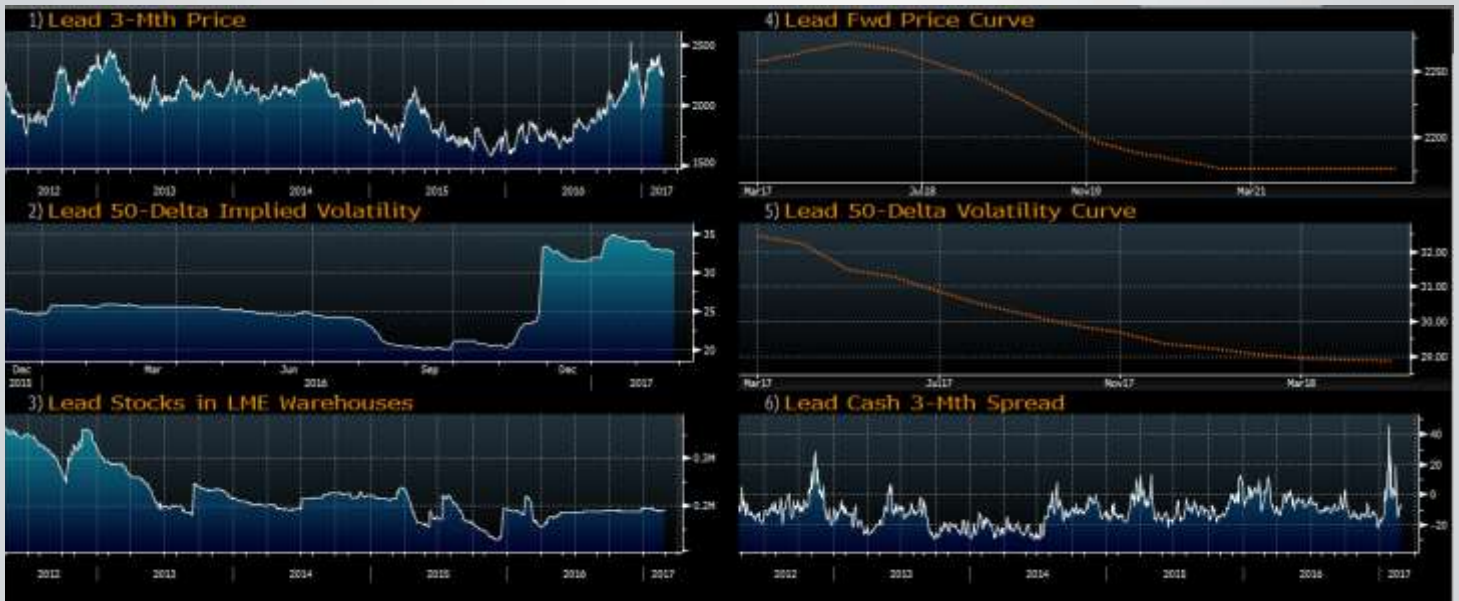 1) Lead 3-Mth Price
2500
2000
1500
2012 2013 2014 2015 2016 2017
2) Lead 50-Delta Implied Volatility
35
30
25
20
Dec Mar Jun Sep Dec
2015 2016 2017
3) Lead Stocks in LME Warehouses
0.3M
0.2M
2012 2013 2014 2015 2016 2017
4) Lead Fwd Price Curve
2250
2200
Mar17 Jul18 Nov19 Mar21
5) Lead 50-Delta Volatility Curve
32.00
31.00
30.00
29.00
Mar17 Jul17 Nov17 Mar18
6) Lead Cash 3-Mth Spread
40
20
0
-20
2012 2013 2014 2015 2016 2017